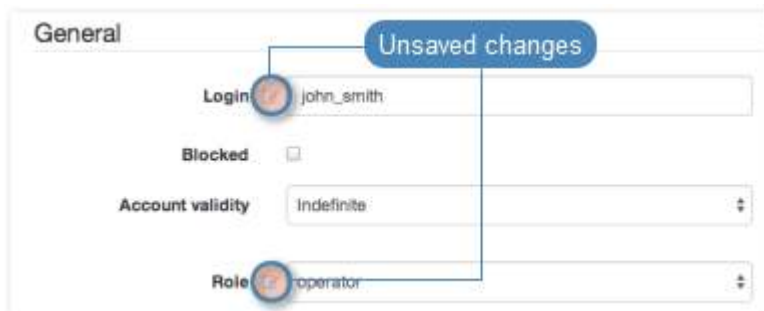 General
Unsaved changes
Login john_smith
Blocked
Account validity Indefinite
Role operator